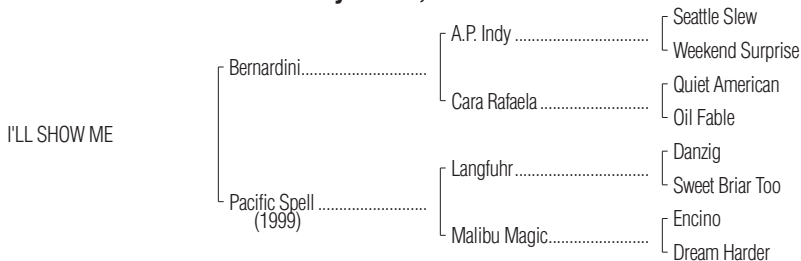 Seattle Slew
A.P. Indy
Weekend Surprise
Bernardini
Quiet American
Cara Rafaela
Oil Fable
I'LL SHOW ME
Danzig
Langfuhr
Sweet Briar Too
Pacific Spell
(1999)
Encino
Malibu Magic
Dream Harder